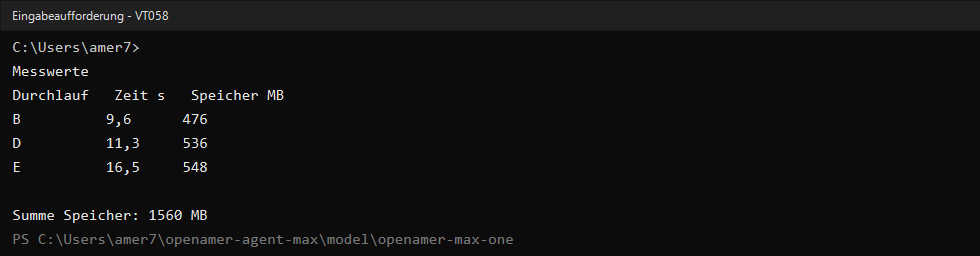 Eingabeaufforderung - VT058
C:\Users\amer7>
Messwerte
Durchlauf   Zeit s   Speicher MB
B          9,6      476
D          11,3     536
E          16,5     548
Summe Speicher: 1560 MB
PS C:\Users\amer7\openamer-agent-max\model\openamer-max-one